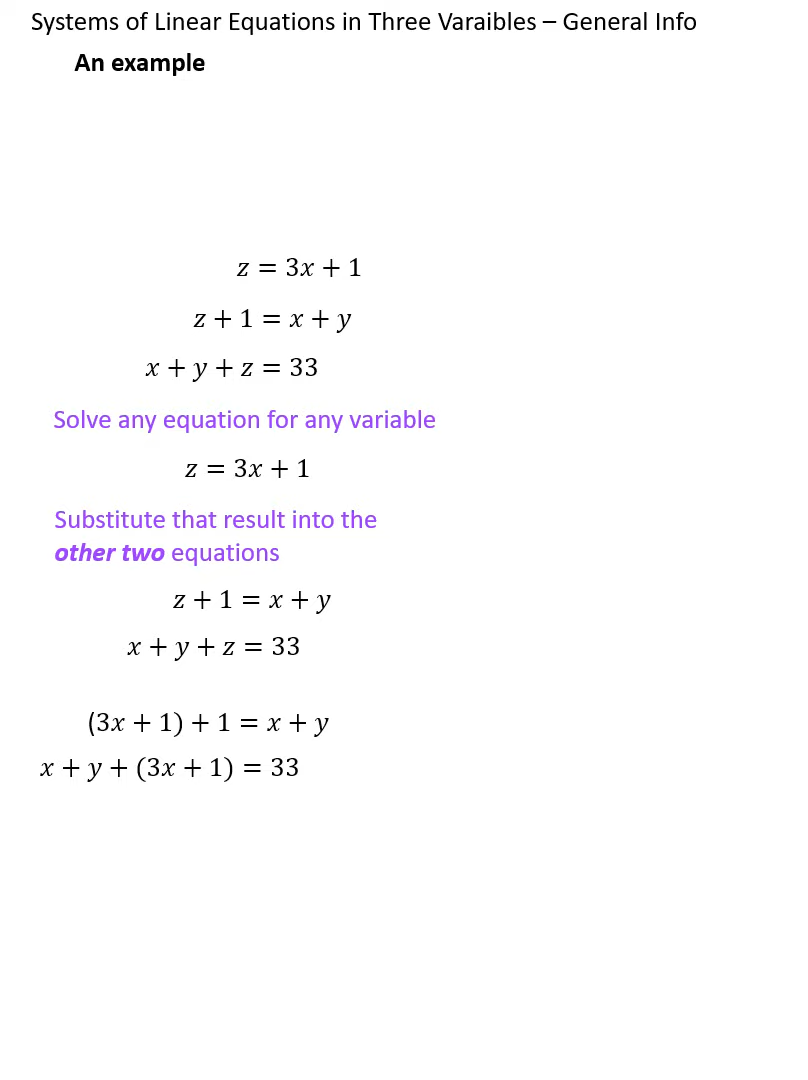 Systems of Linear Equations in Three Varaibles – General Info
An example
z = 3x + 1
z + 1 = x + y
x + y + z = 33
Solve any equation for any variable
z = 3x + 1
Substitute that result into the
other two equations
z + 1 = x + y
x + y + z = 33
(3x + 1) + 1 = x + y
x + y + (3x + 1) = 33